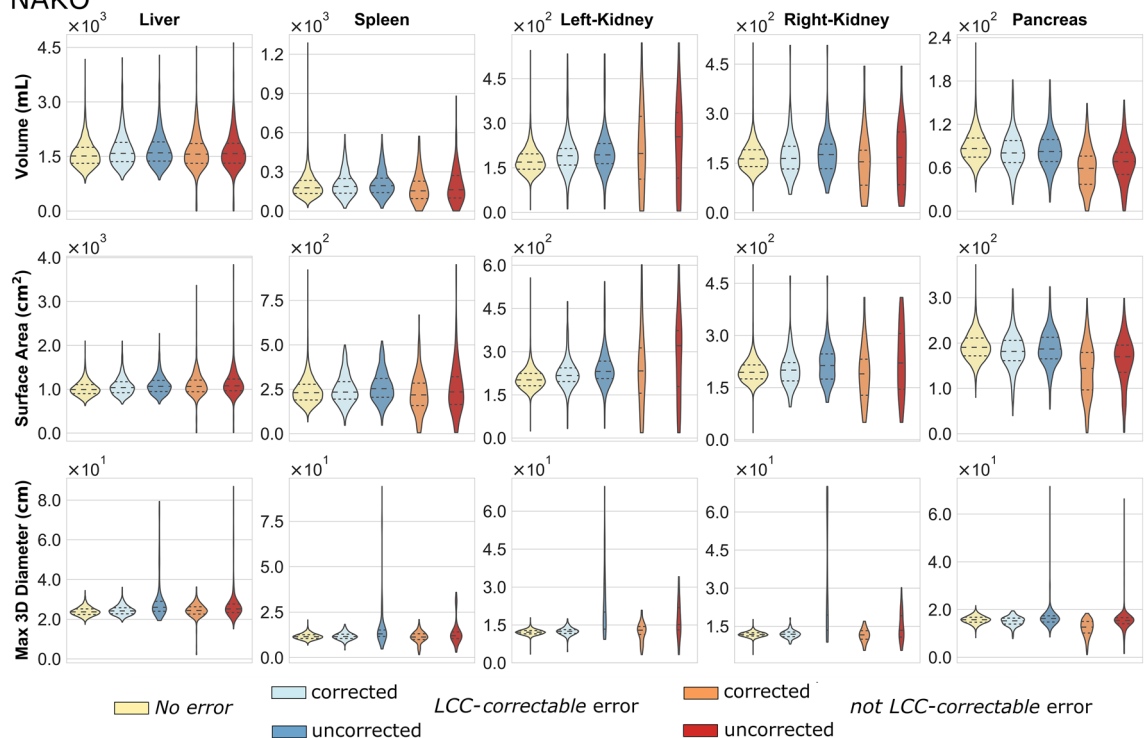 NAKO
Liver Spleen Left-Kidney Right-Kidney Pancreas
×10³ ×10³ ×10² ×10² ×10²
Volume (mL)
4.5 3.0 1.5 0.0
1.2 0.9 0.6 0.3 0.0
4.5 3.0 1.5 0.0
4.5 3.0 1.5 0.0
2.4 1.8 1.2 0.6 0.0
×10³ ×10² ×10² ×10² ×10²
Surface Area (cm²)
4.0 3.0 2.0 1.0 0.0
7.5 5.0 2.5 0.0
6.0 4.5 3.0 1.5 0.0
4.5 3.0 1.5 0.0
3.0 2.0 1.0 0.0
×10¹ ×10¹ ×10¹ ×10¹ ×10¹
Max 3D Diameter (cm)
8.0 6.0 4.0 2.0 0.0
7.5 5.0 2.5 0.0
6.0 4.5 3.0 1.5 0.0
6.0 4.5 3.0 1.5
6.0 4.0 2.0 0.0
No error
corrected
uncorrected
LCC-correctable error
corrected
uncorrected
not LCC-correctable error